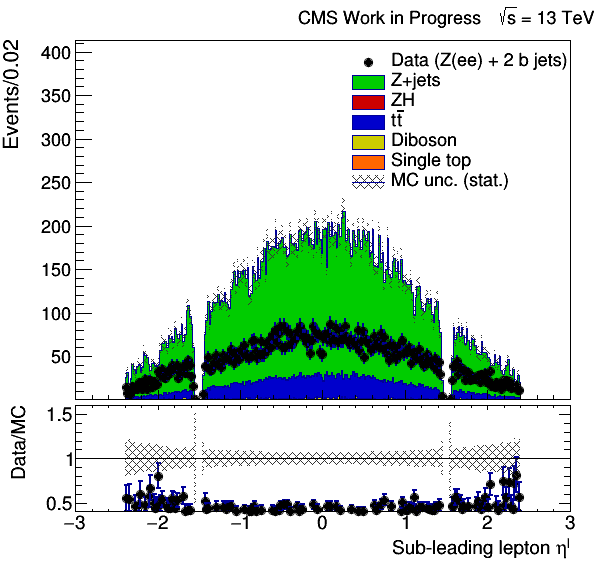 CMS Work in Progress √s = 13 TeV
Events/0.02
400
350
300
250
200
150
100
50
Data (Z(ee) + 2 b jets)
Z+jets
ZH
tt̅
Diboson
Single top
MC unc. (stat.)
Data/MC
1.5
1
0.5
−3 −2 −1 0 1 2 3
Sub-leading lepton ηˡ